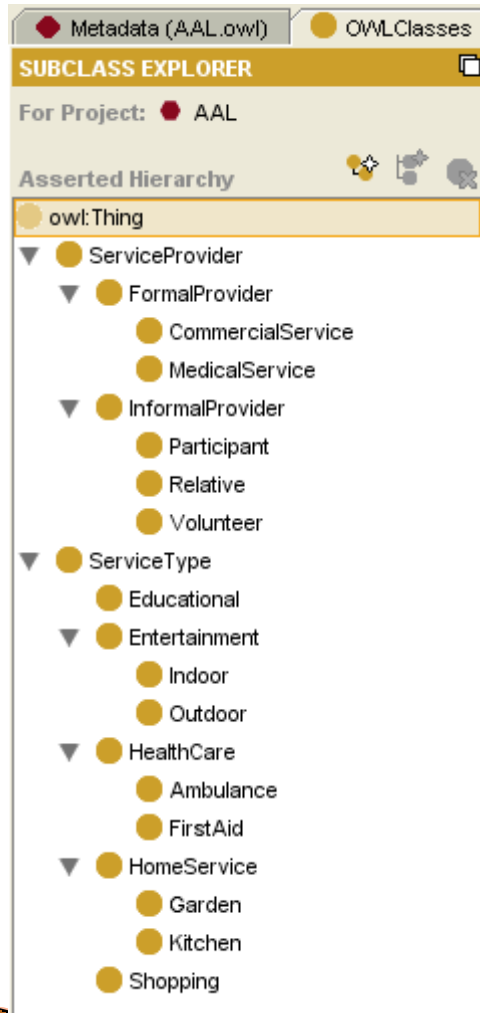 Metadata (AAL.owl) OWLClasses
SUBCLASS EXPLORER
For Project: AAL
Asserted Hierarchy
owl:Thing
ServiceProvider
FormalProvider
CommercialService
MedicalService
InformalProvider
Participant
Relative
Volunteer
ServiceType
Educational
Entertainment
Indoor
Outdoor
HealthCare
Ambulance
FirstAid
HomeService
Garden
Kitchen
Shopping